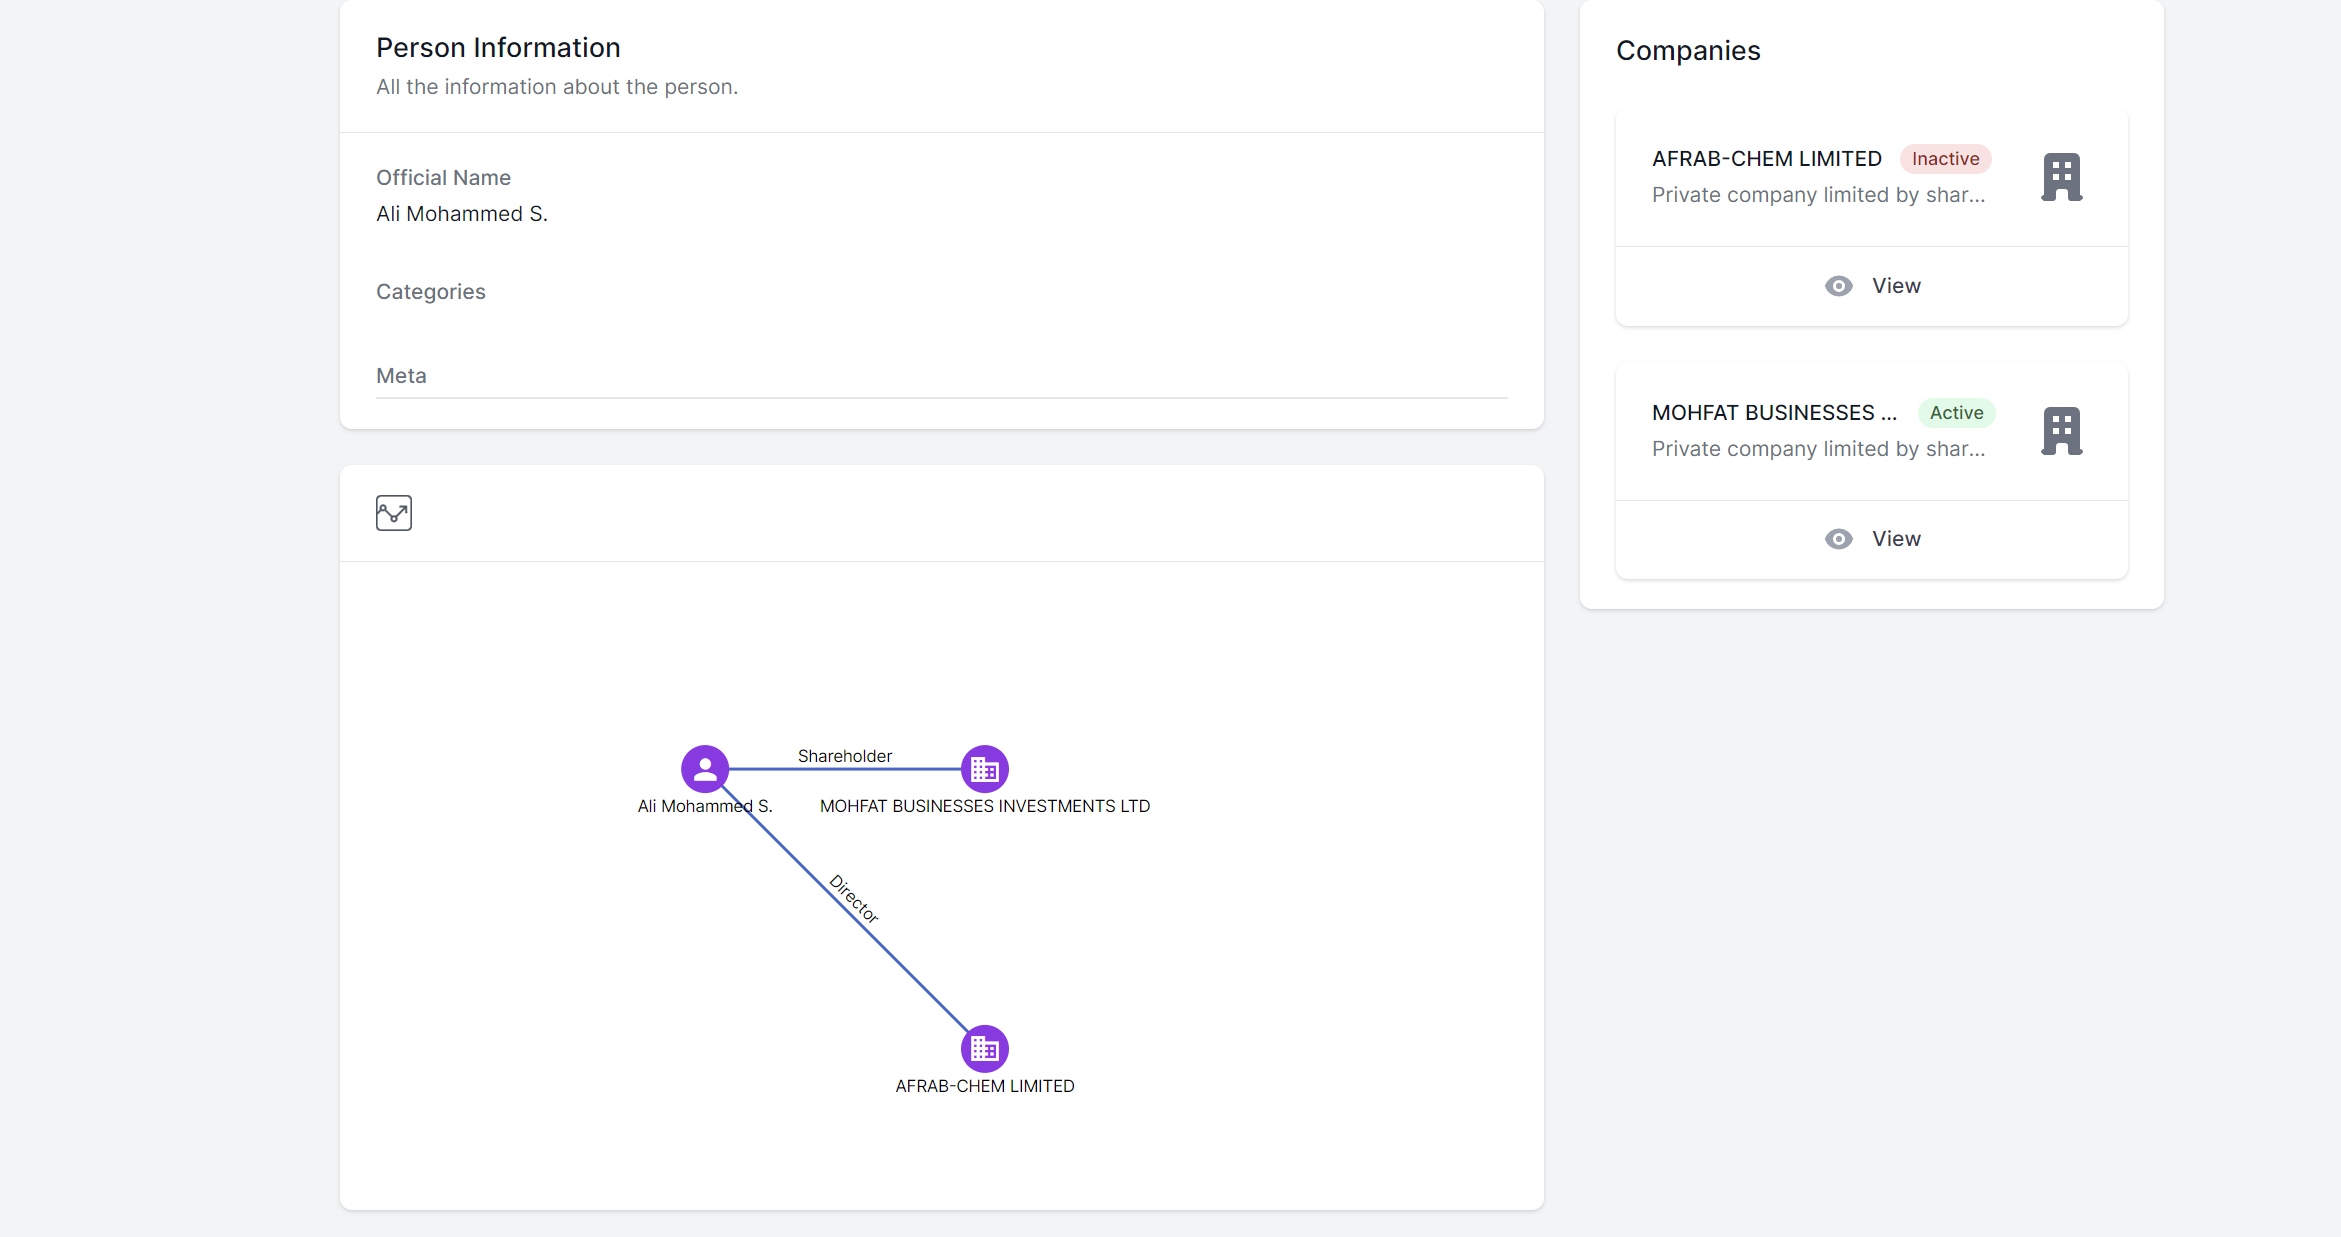 Person Information
All the information about the person.
Official Name
Ali Mohammed S.
Categories
Meta
Shareholder
Ali Mohammed S.
MOHFAT BUSINESSES INVESTMENTS LTD
Director
AFRAB-CHEM LIMITED
Companies
AFRAB-CHEM LIMITED Inactive
Private company limited by shar...
View
MOHFAT BUSINESSES ... Active
Private company limited by shar...
View